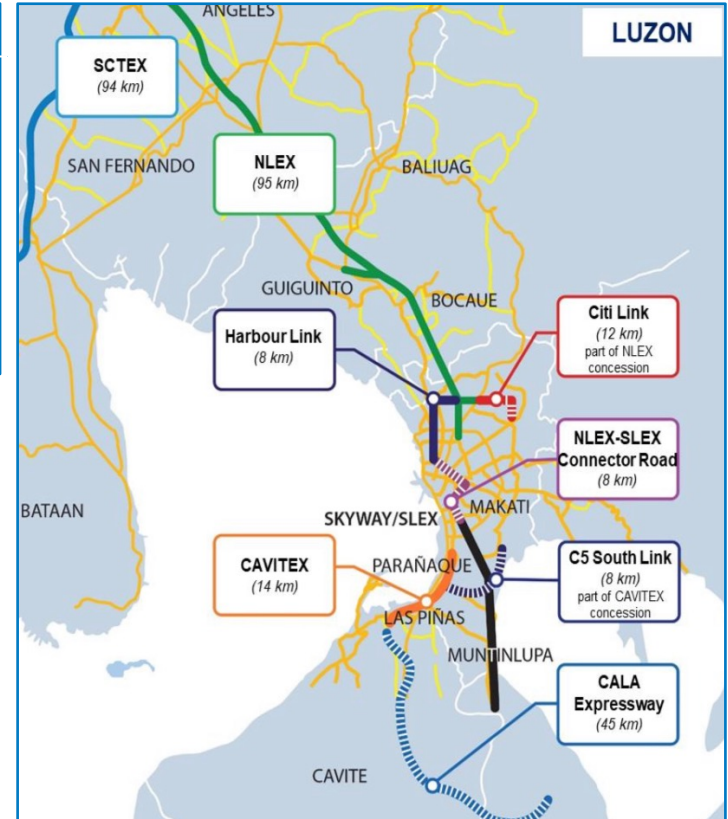 ANGELES
LUZON
SCTEX
(94 km)
SAN FERNANDO
NLEX
(95 km)
BALIUAG
GUIGUINTO
BOCAUE
Harbour Link
(8 km)
Citi Link
(12 km)
part of NLEX
concession
NLEX-SLEX
Connector Road
(8 km)
BATAAN
MAKATI
SKYWAY/SLEX
CAVITEX
(14 km)
PARAÑAQUE
C5 South Link
(8 km)
part of CAVITEX
concession
LAS PIÑAS
MUNTINLUPA
CALA
Expressway
(45 km)
CAVITE